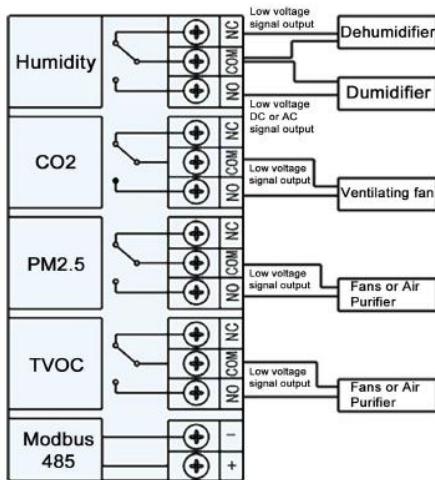 Humidity
NC
COM
NO
Low voltage
signal output
Dehumidifier
Dumidifier
Low voltage
DC or AC
signal output
CO2
NC
COM
NO
Low voltage
signal output
Ventilating fan
PM2.5
NC
COM
NO
Low voltage
signal output
Fans or Air
Purifier
TVOC
NC
COM
NO
Low voltage
signal output
Fans or Air
Purifier
Modbus
485
-
+